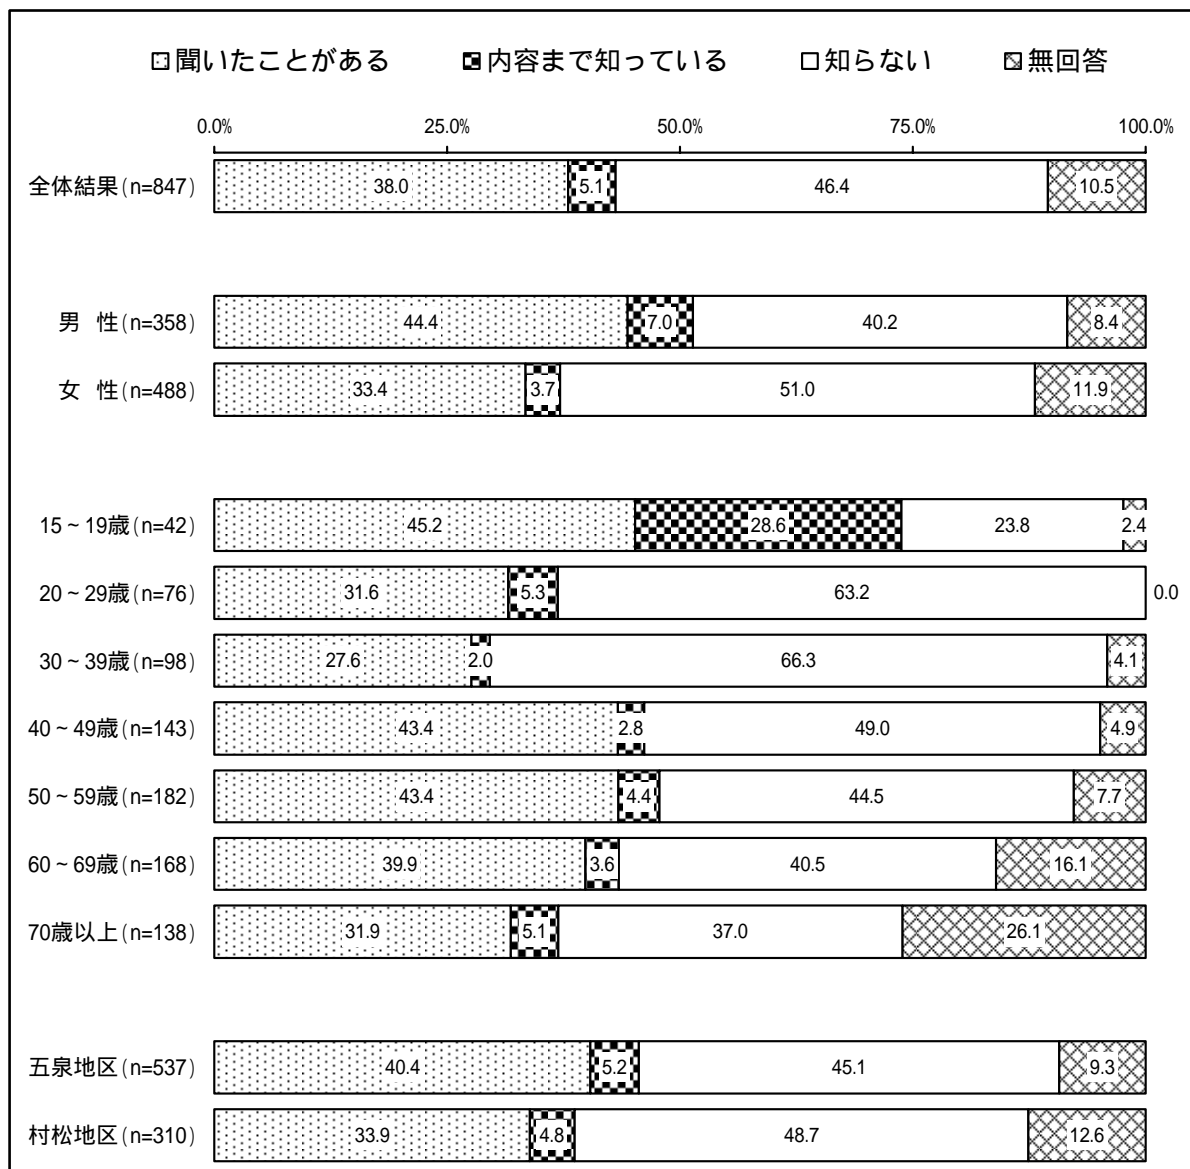 聞いたことがある 内容まで知っている 知らない 無回答
0.0% 25.0% 50.0% 75.0% 100.0%
全体結果(n=847) 38.0 5.1 46.4 10.5
男 性(n=358) 44.4 7.0 40.2 8.4
女 性(n=488) 33.4 3.7 51.0 11.9
15~19歳(n=42) 45.2 28.6 23.8 2.4
20~29歳(n=76) 31.6 5.3 63.2 0.0
30~39歳(n=98) 27.6 2.0 66.3 4.1
40~49歳(n=143) 43.4 2.8 49.0 4.9
50~59歳(n=182) 43.4 4.4 44.5 7.7
60~69歳(n=168) 39.9 3.6 40.5 16.1
70歳以上(n=138) 31.9 5.1 37.0 26.1
五泉地区(n=537) 40.4 5.2 45.1 9.3
村松地区(n=310) 33.9 4.8 48.7 12.6